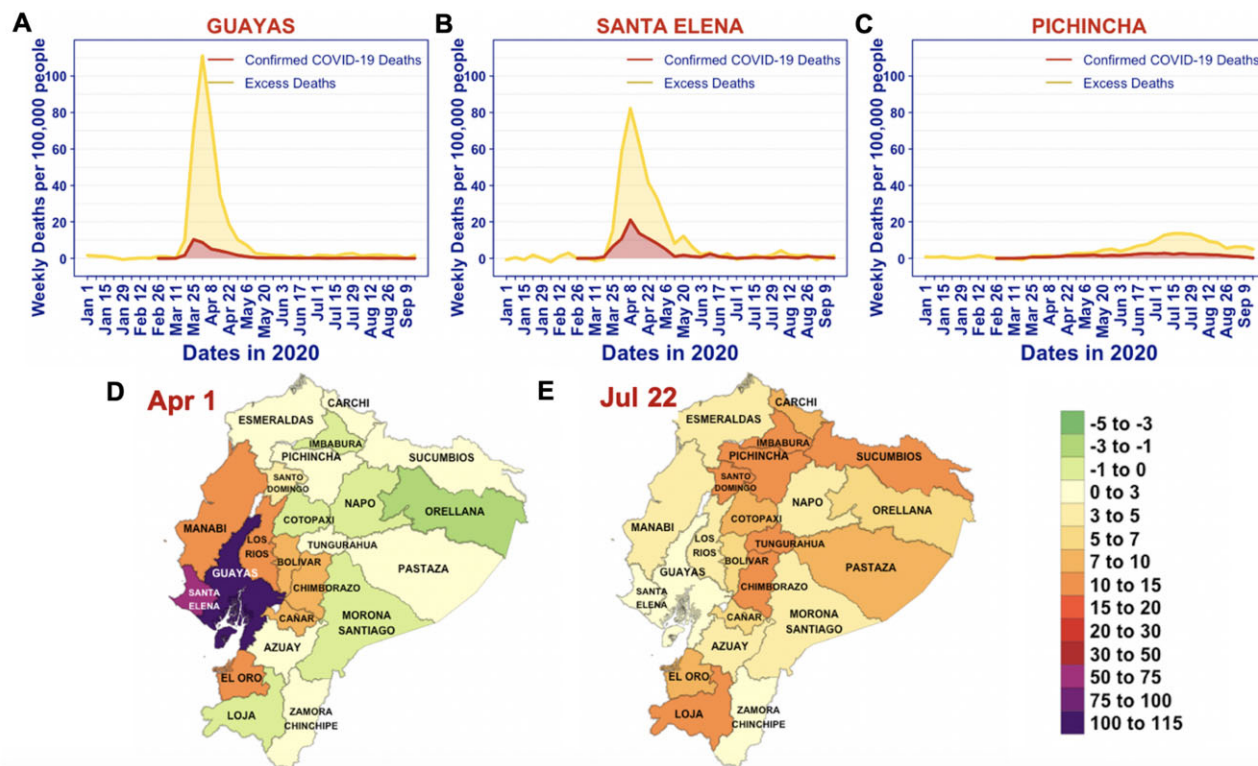 A
GUAYAS
Weekly Deaths per 100,000 people
100
80
60
40
20
0
Confirmed COVID-19 Deaths
Excess Deaths
Jan 1
Jan 15
Jan 29
Feb 12
Feb 26
Mar 11
Mar 25
Apr 8
Apr 22
May 6
May 20
Jun 3
Jun 17
Jul 1
Jul 15
Jul 29
Aug 12
Aug 26
Sep 9
Dates in 2020
B
SANTA ELENA
Weekly Deaths per 100,000 people
100
80
60
40
20
0
Confirmed COVID-19 Deaths
Excess Deaths
Jan 1
Jan 15
Jan 29
Feb 12
Feb 26
Mar 11
Mar 25
Apr 8
Apr 22
May 6
May 20
Jun 3
Jun 17
Jul 1
Jul 15
Jul 29
Aug 12
Aug 26
Sep 9
Dates in 2020
C
PICHINCHA
Weekly Deaths per 100,000 people
100
80
60
40
20
0
Confirmed COVID-19 Deaths
Excess Deaths
Jan 1
Jan 15
Jan 29
Feb 12
Feb 26
Mar 11
Mar 25
Apr 8
Apr 22
May 6
May 20
Jun 3
Jun 17
Jul 1
Jul 15
Jul 29
Aug 12
Aug 26
Sep 9
Dates in 2020
D
Apr 1
CARCHI
ESMERALDAS
IMBABURA
PICHINCHA
SUCUMBIOS
SANTO
DOMINGO
NAPO
ORELLANA
COTOPAXI
MANABI
LOS
RIOS
TUNGURAHUA
BOLIVAR
PASTAZA
GUAYAS
CHIMBORAZO
SANTA
ELENA
CAÑAR
MORONA
SANTIAGO
AZUAY
EL ORO
LOJA
ZAMORA
CHINCHIPE
E
Jul 22
CARCHI
ESMERALDAS
IMBABURA
PICHINCHA
SUCUMBIOS
SANTO
DOMINGO
NAPO
ORELLANA
COTOPAXI
MANABI
LOS
RIOS
TUNGURAHUA
BOLIVAR
PASTAZA
GUAYAS
CHIMBORAZO
SANTA
ELENA
CAÑAR
MORONA
SANTIAGO
AZUAY
EL ORO
LOJA
ZAMORA
CHINCHIPE
-5 to -3
-3 to -1
-1 to 0
0 to 3
3 to 5
5 to 7
7 to 10
10 to 15
15 to 20
20 to 30
30 to 50
50 to 75
75 to 100
100 to 115